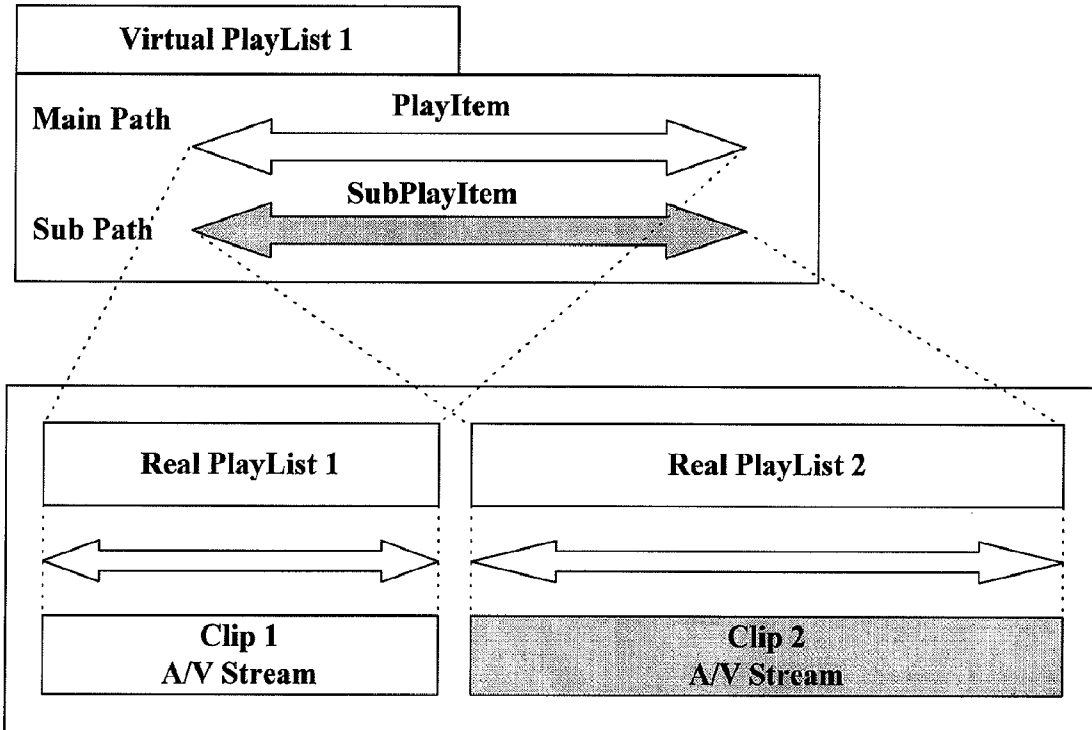 Virtual PlayList 1
Main Path
PlayItem
SubPlayItem
Sub Path
Real PlayList 1
Real PlayList 2
Clip 1
A/V Stream
Clip 2
A/V Stream